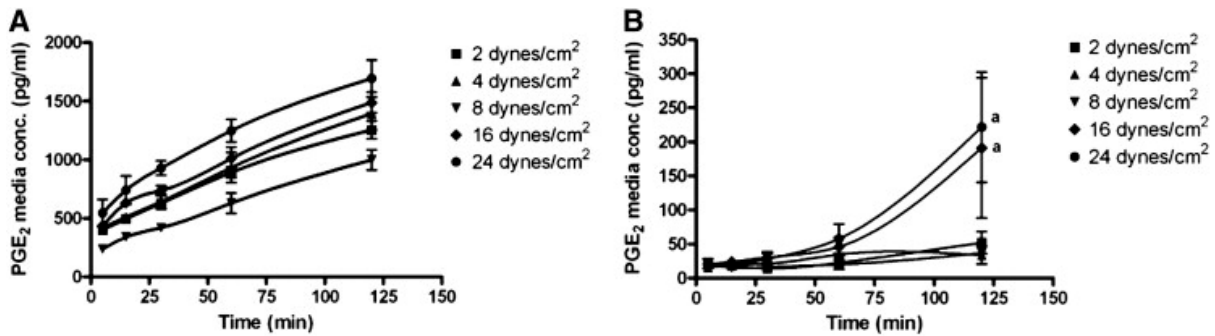 A
PGE₂ media conc. (pg/ml)
2000
1500
1000
500
0
0 25 50 75 100 125 150
Time (min)
2 dynes/cm²
4 dynes/cm²
8 dynes/cm²
16 dynes/cm²
24 dynes/cm²
B
PGE₂ media conc (pg/ml)
350
300
250
200
150
100
50
0
0 25 50 75 100 125 150
Time (min)
a
a
2 dynes/cm²
4 dynes/cm²
8 dynes/cm²
16 dynes/cm²
24 dynes/cm²